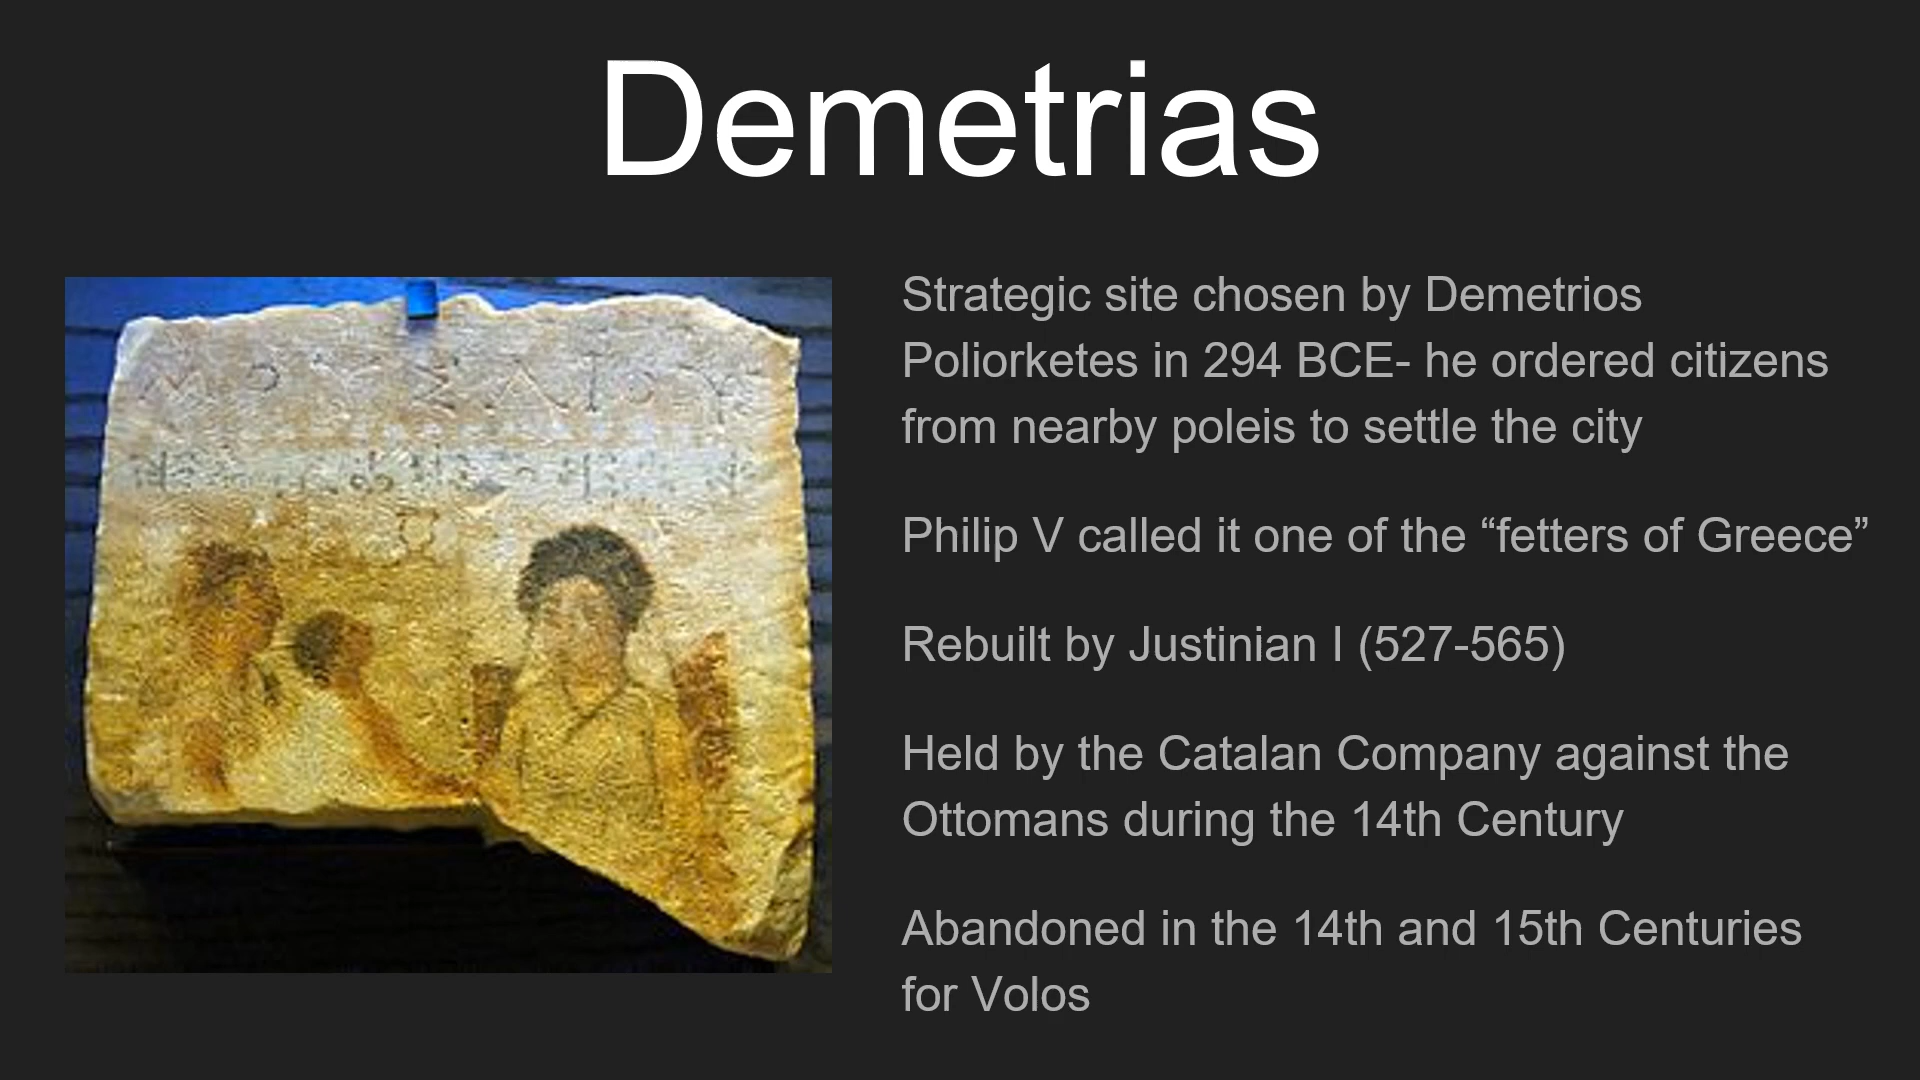 Demetrias
Strategic site chosen by Demetrios
Poliorketes in 294 BCE- he ordered citizens
from nearby poleis to settle the city
Philip V called it one of the “fetters of Greece”
Rebuilt by Justinian I (527-565)
Held by the Catalan Company against the
Ottomans during the 14th Century
Abandoned in the 14th and 15th Centuries
for Volos